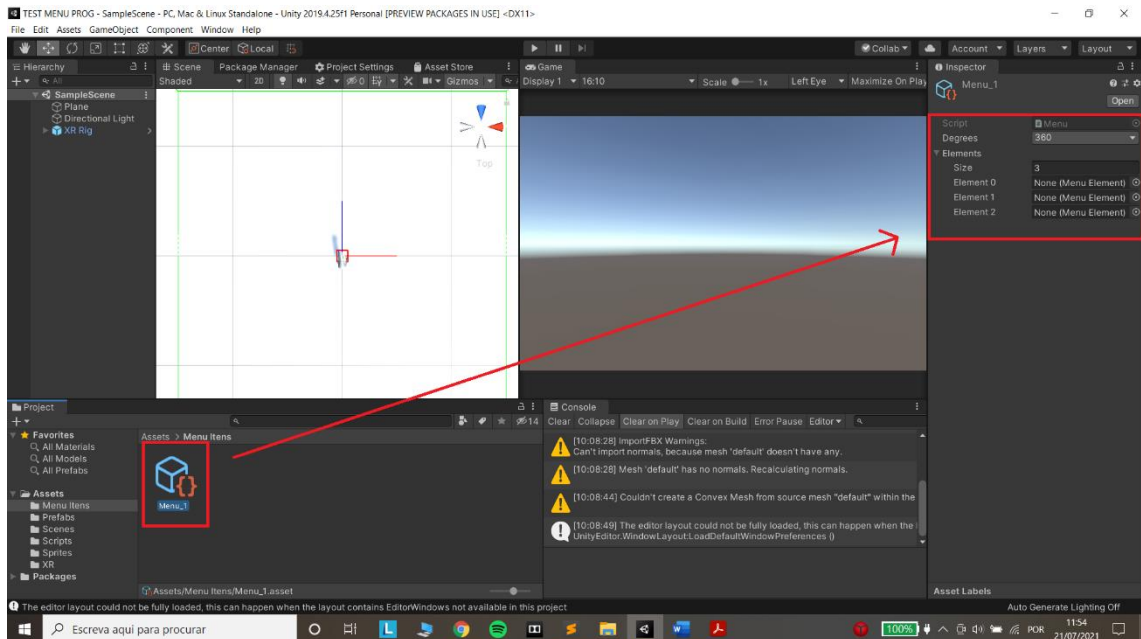 TEST MENU PROG - SampleScene - PC, Mac & Linux Standalone - Unity 2019.4.25f1 Personal [PREVIEW PACKAGES IN USE] <DX11>
File Edit Assets GameObject Component Window Help
Center Local Collab Account Layers Layout
Hierarchy
All
SampleScene
Plane
Directional Light
XR Rig
Scene Package Manager Project Settings Asset Store
Shaded 2D 0 Gizmos
Top
Game
Display 1 16:10 Scale 1x Left Eye Maximize On Play
Inspector
Menu_1
Open
Script Menu
Degrees 360
Elements
Size 3
Element 0 None (Menu Element)
Element 1 None (Menu Element)
Element 2 None (Menu Element)
Project
14
Favorites
All Materials
All Models
All Prefabs
Assets
Menu Itens
Prefabs
Scenes
Scripts
Sprites
XR
Packages
Assets > Menu Itens
Menu_1
Assets/Menu Itens/Menu_1.asset
Console
Clear Collapse Clear on Play Clear on Build Error Pause Editor
[10:08:28] ImportFBX Warnings:
Can't import normals, because mesh 'default' doesn't have any.
[10:08:28] Mesh 'default' has no normals. Recalculating normals.
[10:08:44] Couldn't create a Convex Mesh from source mesh "default" within the
[10:08:49] The editor layout could not be fully loaded, this can happen when the
UnityEditor.WindowLayout:LoadDefaultWindowPreferences ()
Asset Labels
The editor layout could not be fully loaded, this can happen when the layout contains EditorWindows not available in this project
Auto Generate Lighting Off
Escreva aqui para procurar
L
100%
POR
11:54
21/07/2021